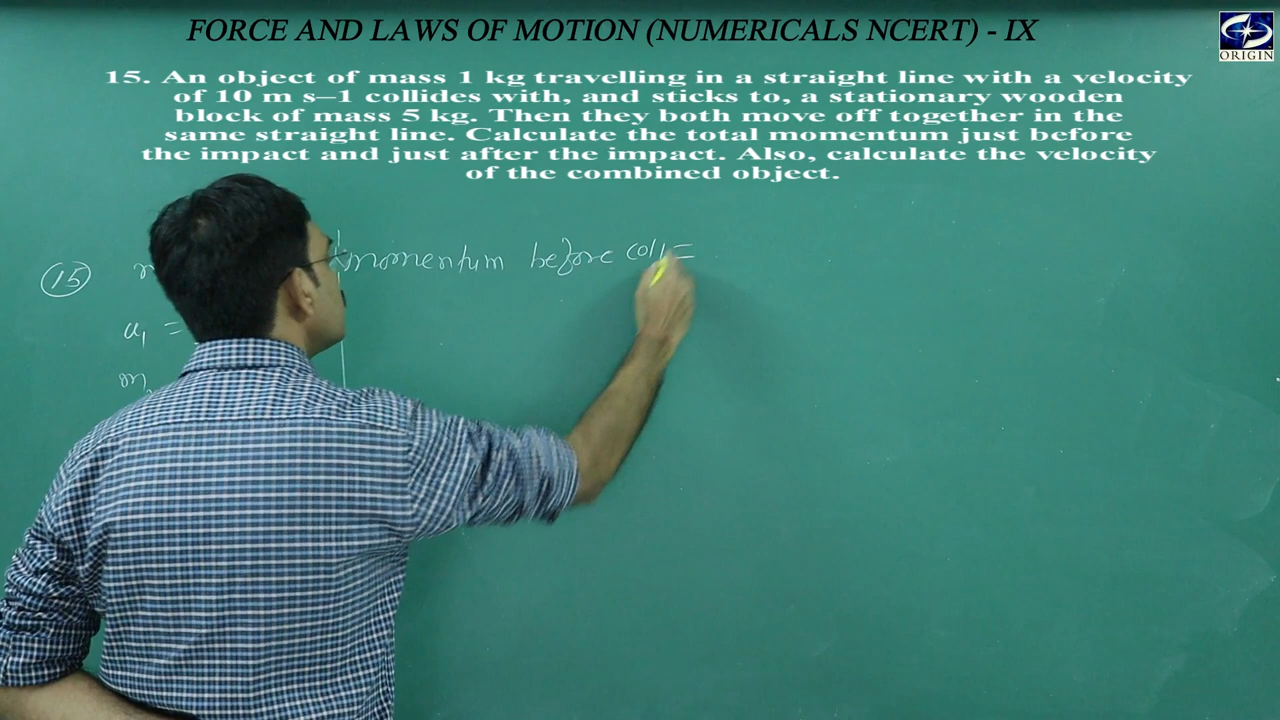 FORCE AND LAWS OF MOTION (NUMERICALS NCERT) - IX
ORIGIN
15. An object of mass 1 kg travelling in a straight line with a velocity
of 10 m s–1 collides with, and sticks to, a stationary wooden
block of mass 5 kg. Then they both move off together in the
same straight line. Calculate the total momentum just before
the impact and just after the impact. Also, calculate the velocity
of the combined object.
momentum before coll =
15
u₁ =
m